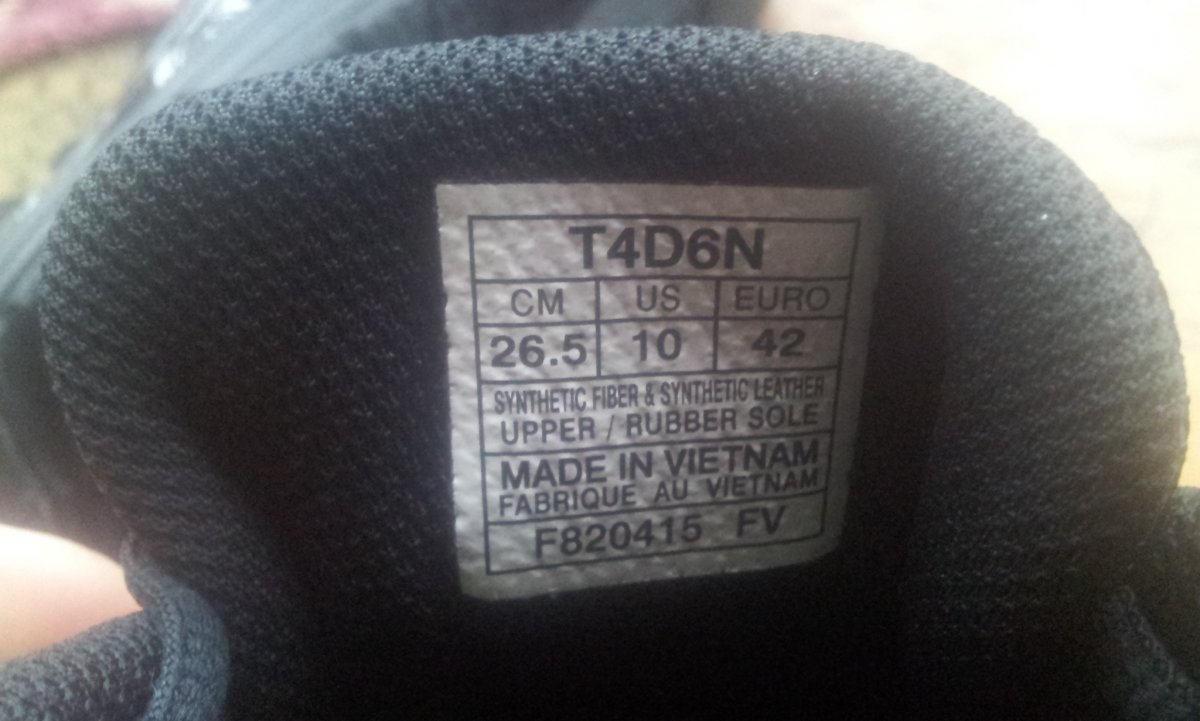 T4D6N
CM US EURO
26.5 10 42
SYNTHETIC FIBER & SYNTHETIC LEATHER
UPPER / RUBBER SOLE
MADE IN VIETNAM
FABRIQUE AU VIETNAM
F820415 FV